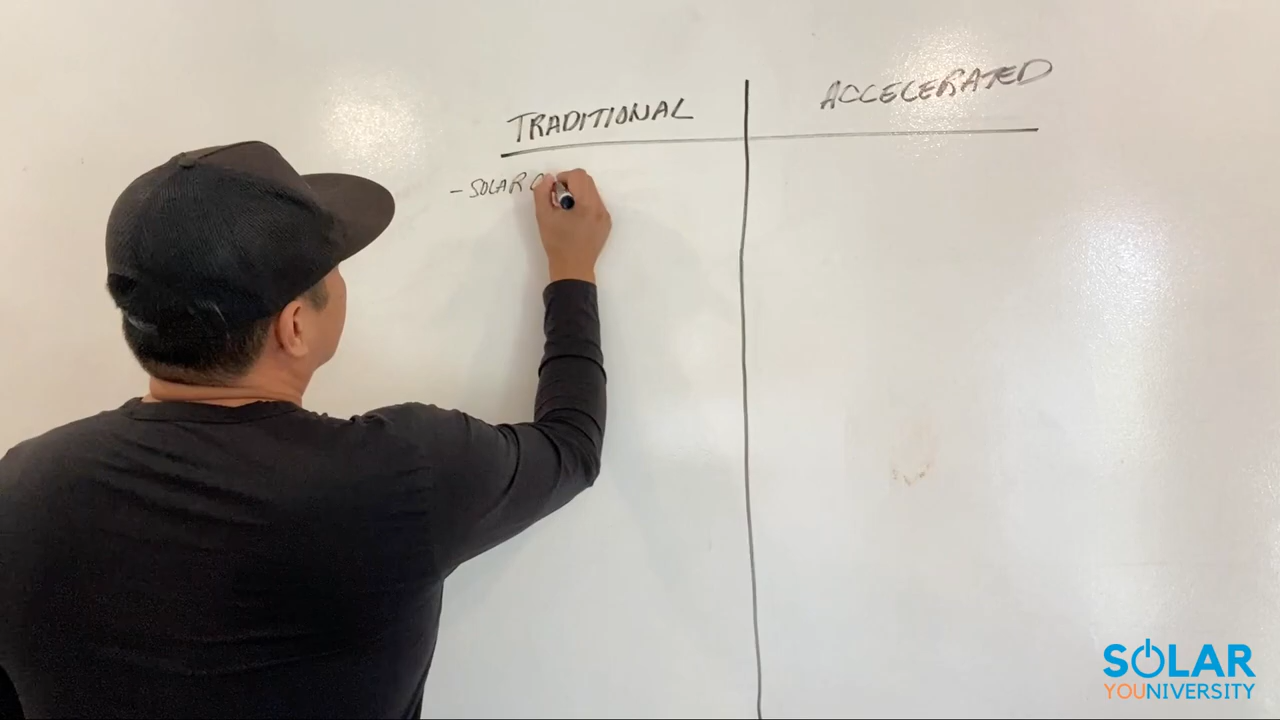 TRADITIONAL
ACCELERATED
- SOLAR
SOLAR
YOUNIVERSITY